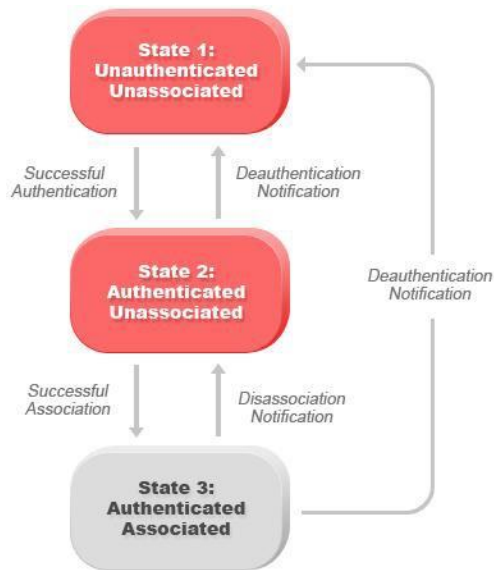 State 1:
Unauthenticated
Unassociated
Successful
Authentication
Deauthentication
Notification
State 2:
Authenticated
Unassociated
Deauthentication
Notification
Successful
Association
Disassociation
Notification
State 3:
Authenticated
Associated